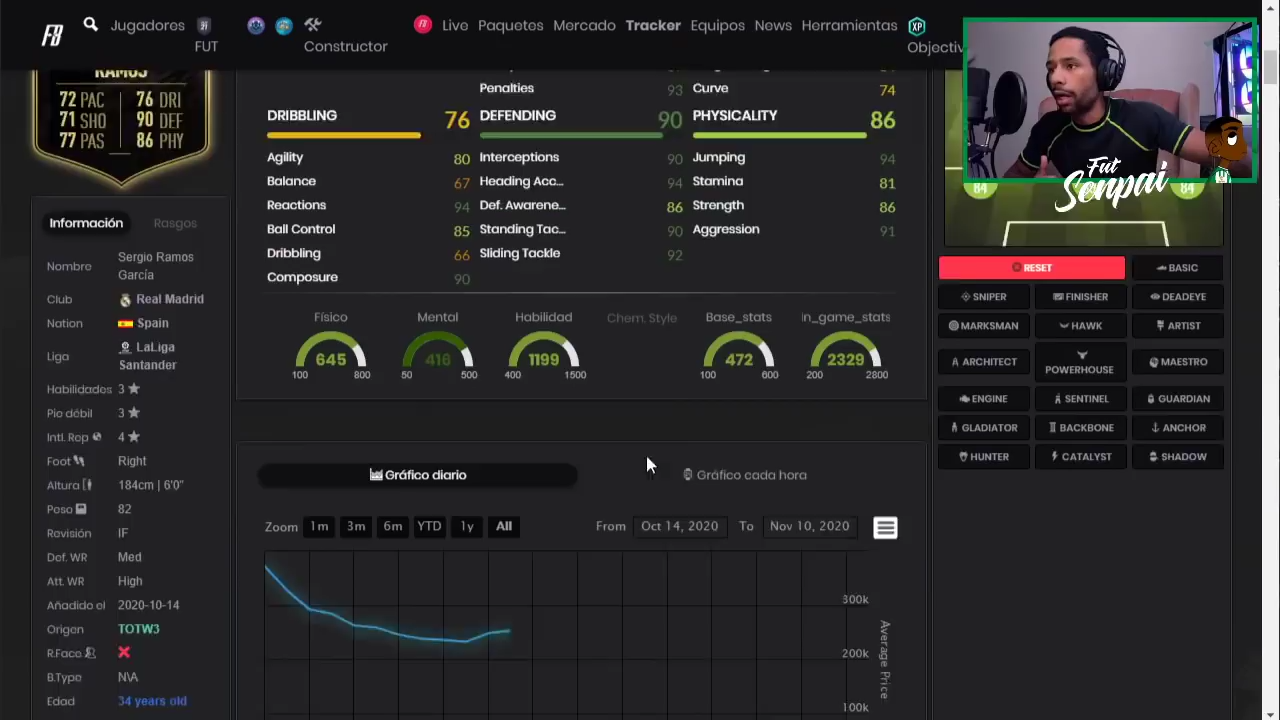 FB
Jugadores
FUT
Constructor
Live
Paquetes
Mercado
Tracker
Equipos
News
Herramientas
XP
Objectiv
RAMOS
72 PAC 76 DRI
71 SHO 90 DEF
77 PAS 86 PHY
Penalties 93
Curve 74
DRIBBLING 76
DEFENDING 90
PHYSICALITY 86
Agility 80
Interceptions 90
Jumping 94
Balance 67
Heading Acc... 94
Stamina 81
Reactions 94
Def. Awarene... 86
Strength 86
Ball Control 85
Standing Tac... 90
Aggression 91
Dribbling 66
Sliding Tackle 92
Composure 90
Información
Rasgos
Nombre
Sergio Ramos
García
Club Real Madrid
Nation Spain
Liga
LaLiga
Santander
Habilidades 3
Pie débil 3
Intl. Rep 4
Foot Right
Altura 184cm | 6'0"
Peso 82
Revisión IF
Def. WR Med
Att. WR High
Añadido el 2020-10-14
Origen TOTW3
R.Face
B.Type N\A
Edad 34 years old
Físico
645
100 800
Mental
416
50 500
Habilidad
1199
400 1500
Chem. Style
Base_stats
472
100 600
In_game_stats
2329
200 2800
Gráfico diario
Gráfico cada hora
Zoom 1m 3m 6m YTD 1y All
From Oct 14, 2020 To Nov 10, 2020
300k
200k
100k
Average Price
Fut
Senpai
84
84
RESET
BASIC
SNIPER
FINISHER
DEADEYE
MARKSMAN
HAWK
ARTIST
ARCHITECT
POWERHOUSE
MAESTRO
ENGINE
SENTINEL
GUARDIAN
GLADIATOR
BACKBONE
ANCHOR
HUNTER
CATALYST
SHADOW